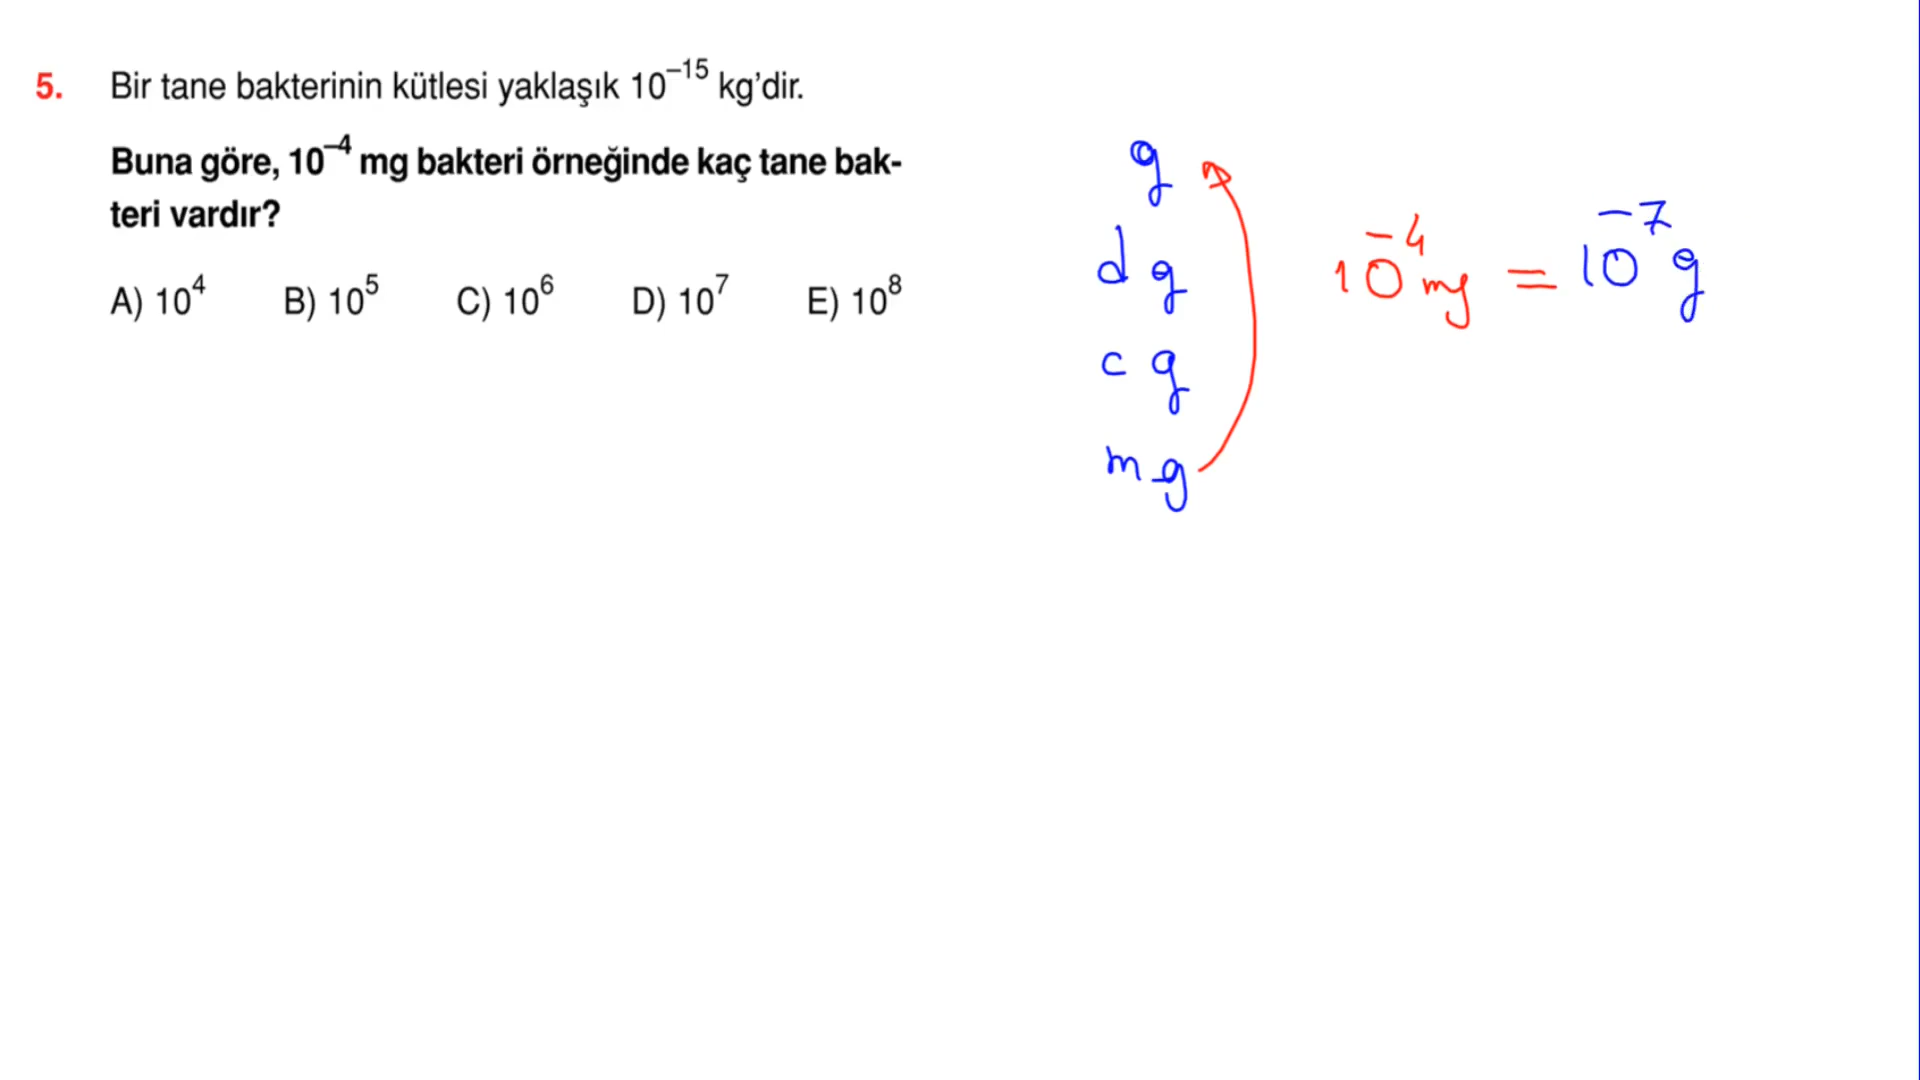 5. Bir tane bakterinin kütlesi yaklaşık 10⁻¹⁵ kg’dir.
Buna göre, 10⁻⁴ mg bakteri örneğinde kaç tane bak-
teri vardır?
A) 10⁴ B) 10⁵ C) 10⁶ D) 10⁷ E) 10⁸
g
dg
cg
mg
10⁻⁴ mg = 10⁻⁷ g